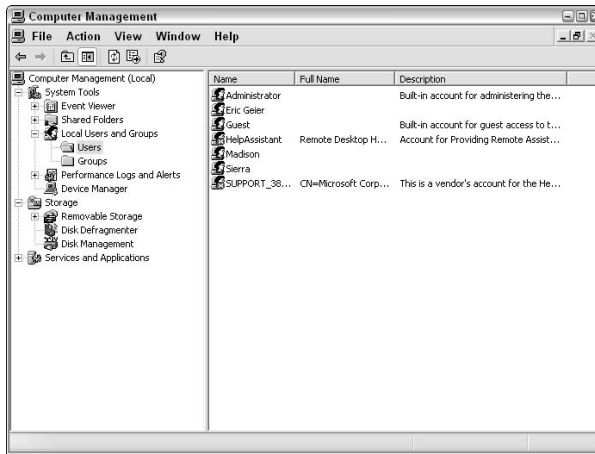 Computer Management
File Action View Window Help
Computer Management (Local)
System Tools
Event Viewer
Shared Folders
Local Users and Groups
Users
Groups
Performance Logs and Alerts
Device Manager
Storage
Removable Storage
Disk Defragmenter
Disk Management
Services and Applications
Name Full Name Description
Administrator Built-in account for administering the...
Eric Geier
Guest Built-in account for guest access to t...
HelpAssistant Remote Desktop H... Account for Providing Remote Assist...
Madison
Sierra
SUPPORT_38... CN=Microsoft Corp... This is a vendor's account for the He...